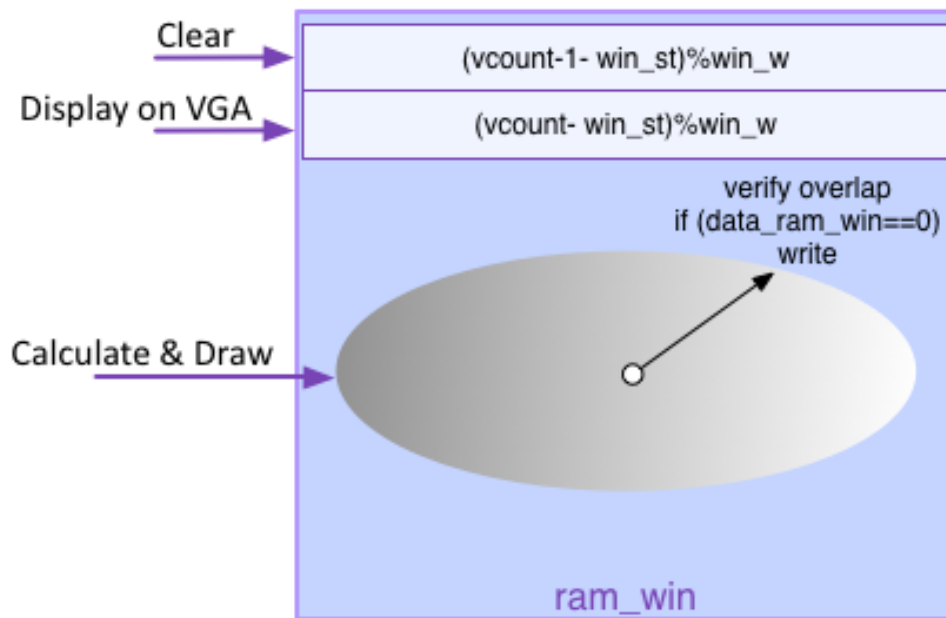 Clear
(vcount-1- win_st)%win_w
Display on VGA
(vcount- win_st)%win_w
verify overlap
if (data_ram_win==0)
write
Calculate & Draw
ram_win